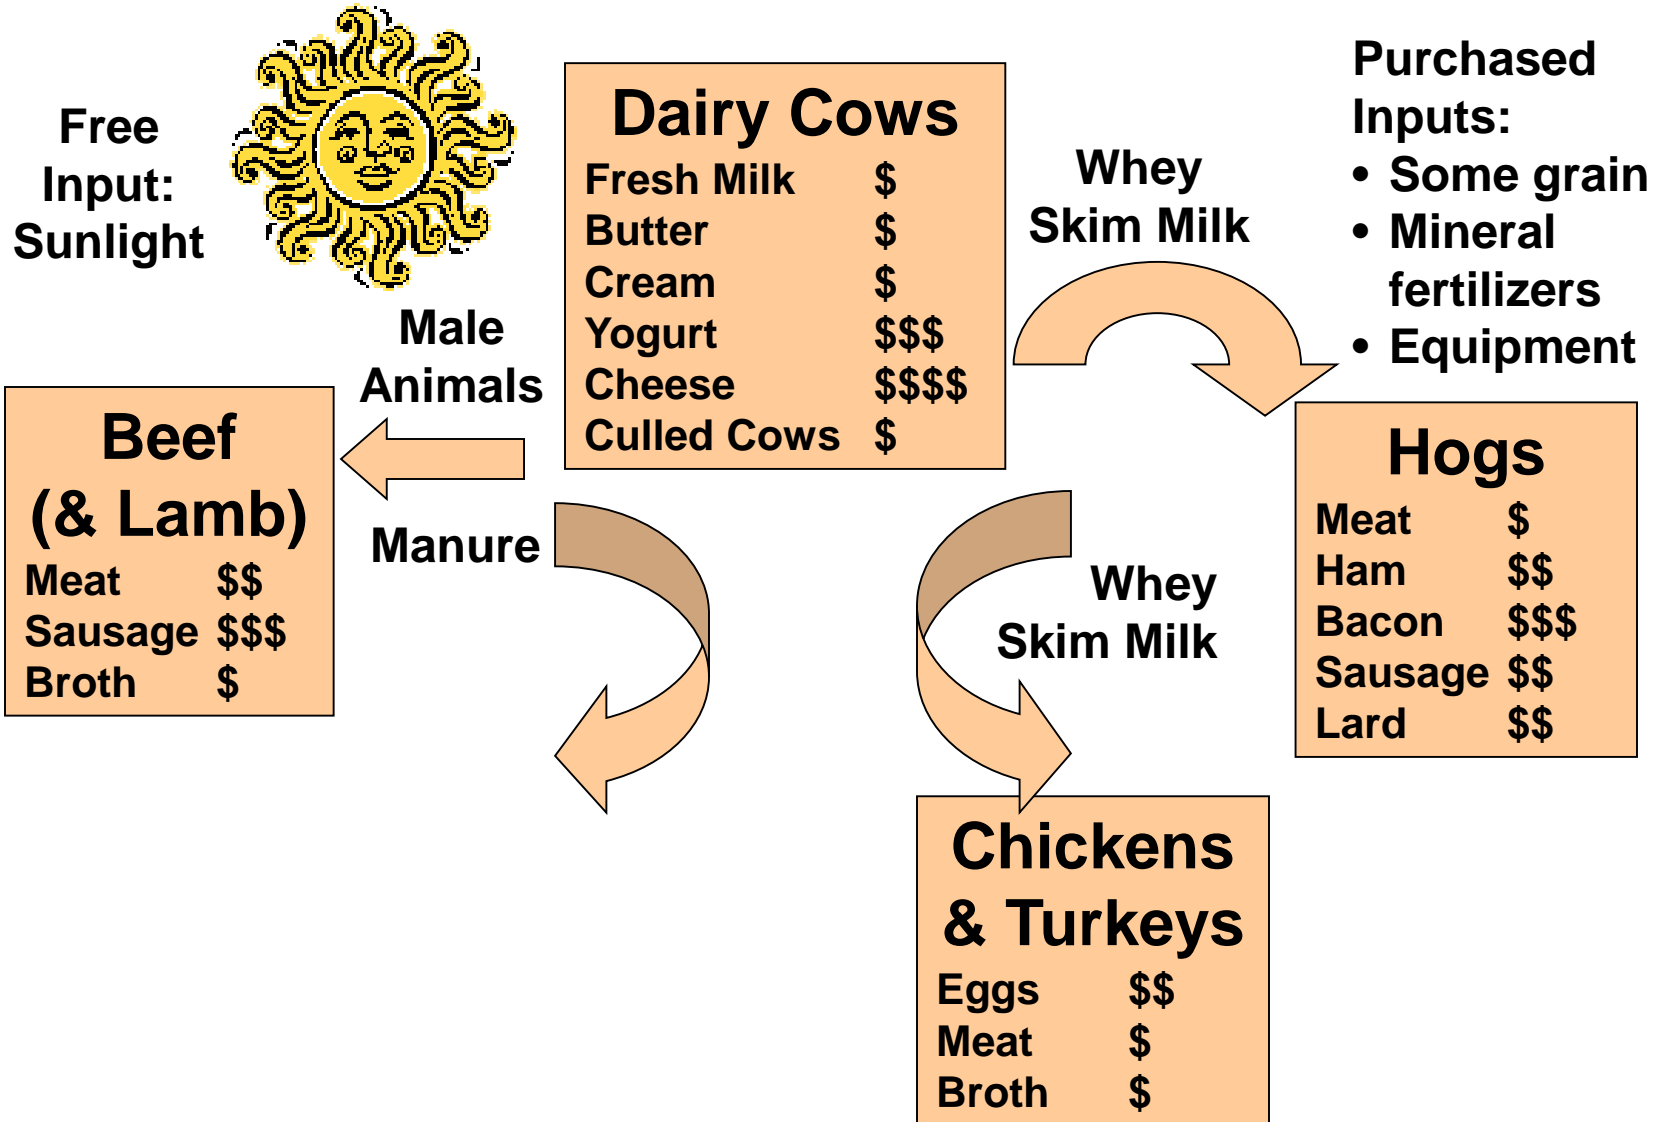 Free
Input:
Sunlight
Dairy Cows
Fresh Milk $
Butter $
Cream $
Yogurt $$$
Cheese $$$$
Culled Cows $
Whey
Skim Milk
Purchased
Inputs:
• Some grain
• Mineral
fertilizers
• Equipment
Male
Animals
Beef
(& Lamb)
Meat $$
Sausage $$$
Broth $
Manure
Whey
Skim Milk
Hogs
Meat $
Ham $$
Bacon $$$
Sausage $$
Lard $$
Chickens
& Turkeys
Eggs $$
Meat $
Broth $